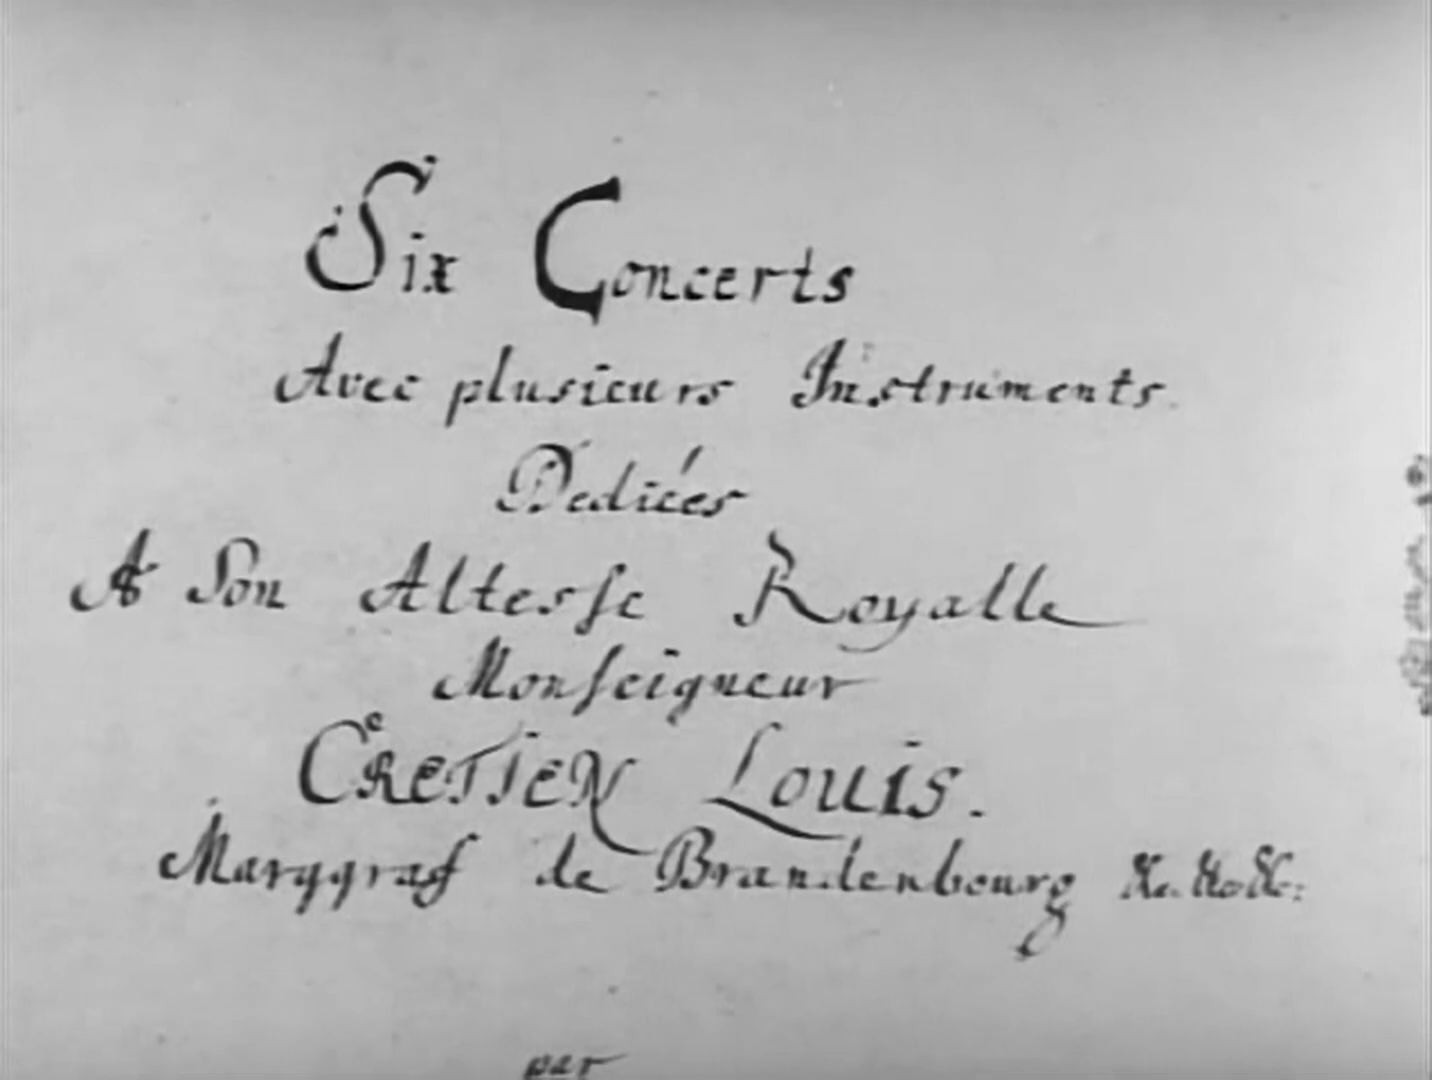 Six Concerts
Avec plusieurs Instruments.
Dediées
A Son Altesse Royalle
Monseigneur
CRETIEN LOUIS.
Marggraf de Brandenbourg &c. &c. &c:
par